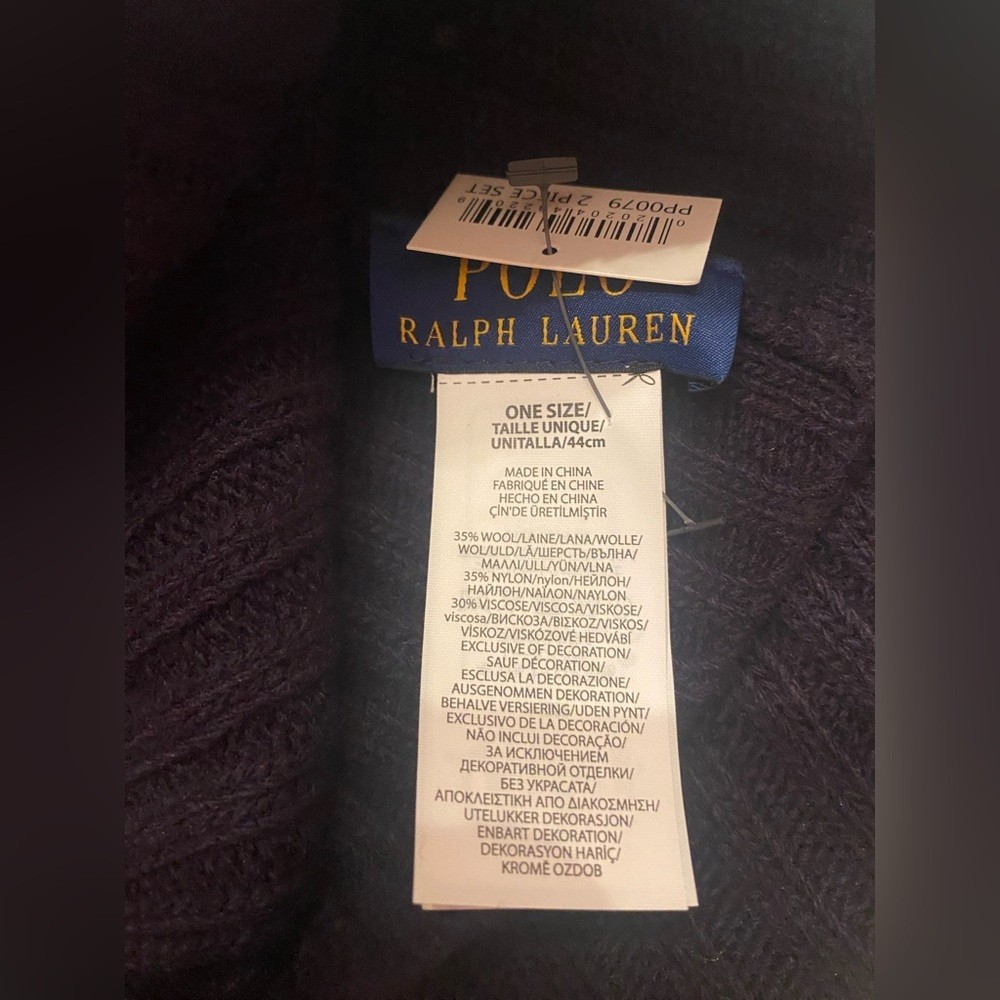 PP0079 2 PIECE SET
POLO
RALPH LAUREN
ONE SIZE/
TAILLE UNIQUE/
UNITALLA/44cm
MADE IN CHINA
FABRIQUÉ EN CHINE
HECHO EN CHINA
ÇİN'DE ÜRETİLMİŞTİR
35% WOOL/LAINE/LANA/WOLLE/
WOL/ULD/LÃ/ШЕРСТЬ/ВЪЛНА/
ΜΑΛΛΙ/ULL/YÜN/VLNA
35% NYLON/nylon/НЕЙЛОН/
НАЙЛОН/ΝΑΪΛΟΝ/NAYLON
30% VISCOSE/VISCOSA/VISKOSE/
viscosa/ВИСКОЗА/ΒΙΣΚΟΖ/VISKOS/
VİSKOZ/VISKÓZOVÉ HEDVÁBÍ
EXCLUSIVE OF DECORATION/
SAUF DÉCORATION/
ESCLUSA LA DECORAZIONE/
AUSGENOMMEN DEKORATION/
BEHALVE VERSIERING/UDEN PYNT/
EXCLUSIVO DE LA DECORACIÓN/
NÃO INCLUI DECORAÇÃO/
ЗА ИСКЛЮЧЕНИЕМ
ДЕКОРАТИВНОЙ ОТДЕЛКИ/
БЕЗ УКРАСАТА/
ΑΠΟΚΛΕΙΣΤΙΚΗ ΑΠΟ ΔΙΑΚΟΣΜΗΣΗ/
UTELUKKER DEKORASJON/
ENBART DEKORATION/
DEKORASYON HARİÇ/
KROMĚ OZDOB